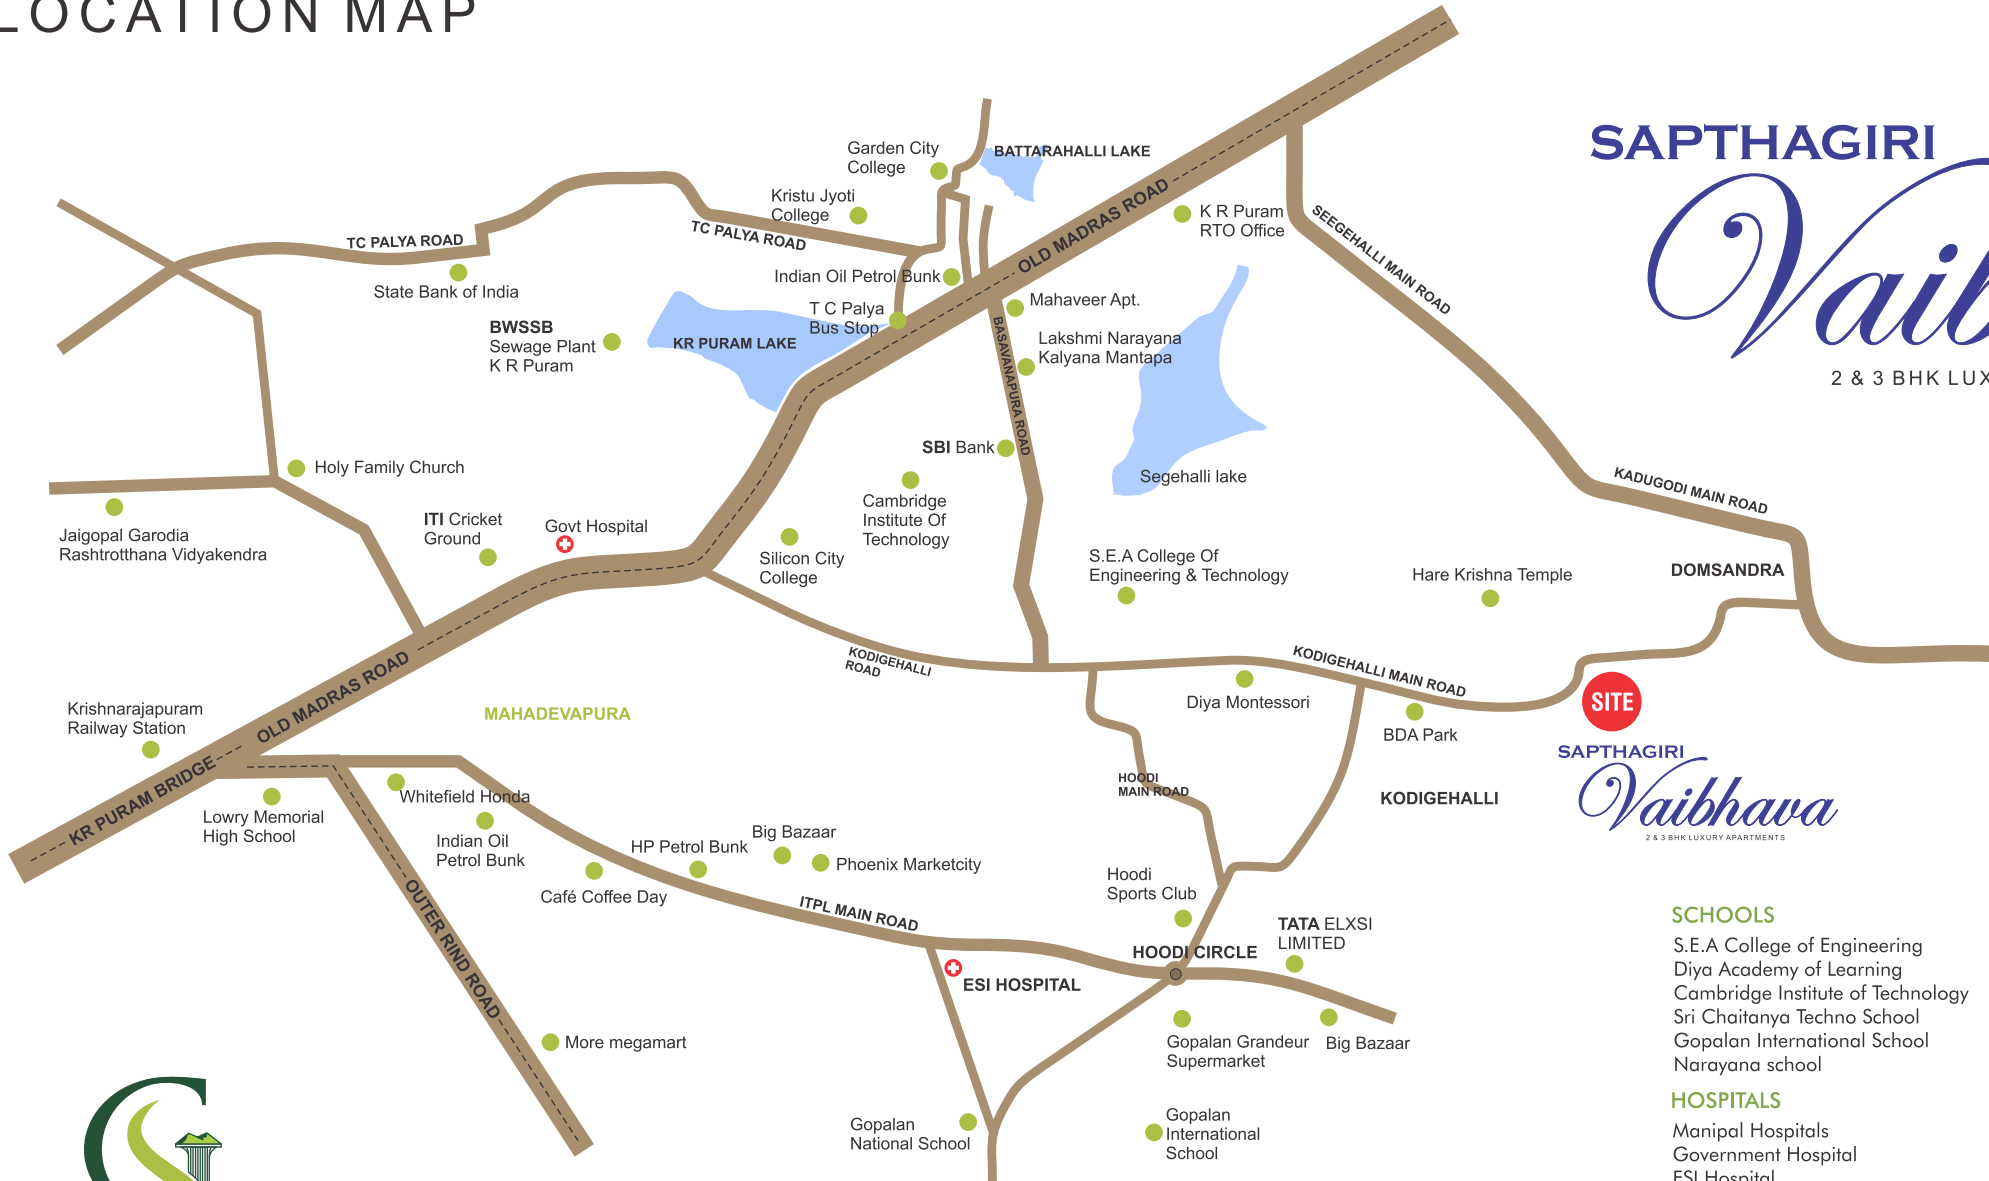 LOCATION MAP
SAPTHAGIRI
Vaib
2 & 3 BHK LUX
Garden City
College
BATTARAHALLI LAKE
Kristu Jyoti
College
TC PALYA ROAD
TC PALYA ROAD
OLD MADRAS ROAD
K R Puram
RTO Office
SEEGEHALLI MAIN ROAD
State Bank of India
Indian Oil Petrol Bunk
T C Palya
Bus Stop
Mahaveer Apt.
BWSSB
Sewage Plant
K R Puram
KR PURAM LAKE
BASAVANAPURA ROAD
Lakshmi Narayana
Kalyana Mantapa
SBI Bank
Segehalli lake
Holy Family Church
KADUGODI MAIN ROAD
Jaigopal Garodia
Rashtrotthana Vidyakendra
ITI Cricket
Ground
Govt Hospital
Cambridge
Institute Of
Technology
Silicon City
College
S.E.A College Of
Engineering & Technology
Hare Krishna Temple
DOMSANDRA
KODIGEHALLI
ROAD
KODIGEHALLI MAIN ROAD
OLD MADRAS ROAD
Krishnarajapuram
Railway Station
MAHADEVAPURA
Diya Montessori
BDA Park
SITE
SAPTHAGIRI
Vaibhava
2 & 3 BHK LUXURY APARTMENTS
KR PURAM BRIDGE
Lowry Memorial
High School
Whitefield Honda
Indian Oil
Petrol Bunk
HOODI
MAIN ROAD
KODIGEHALLI
HP Petrol Bunk
Big Bazaar
Phoenix Marketcity
Café Coffee Day
OUTER RIND ROAD
ITPL MAIN ROAD
Hoodi
Sports Club
HOODI CIRCLE
TATA ELXSI
LIMITED
ESI HOSPITAL
More megamart
Gopalan Grandeur
Supermarket
Big Bazaar
Gopalan
National School
Gopalan
International
School
SCHOOLS
S.E.A College of Engineering
Diya Academy of Learning
Cambridge Institute of Technology
Sri Chaitanya Techno School
Gopalan International School
Narayana school
HOSPITALS
Manipal Hospitals
Government Hospital
ESI Hospital